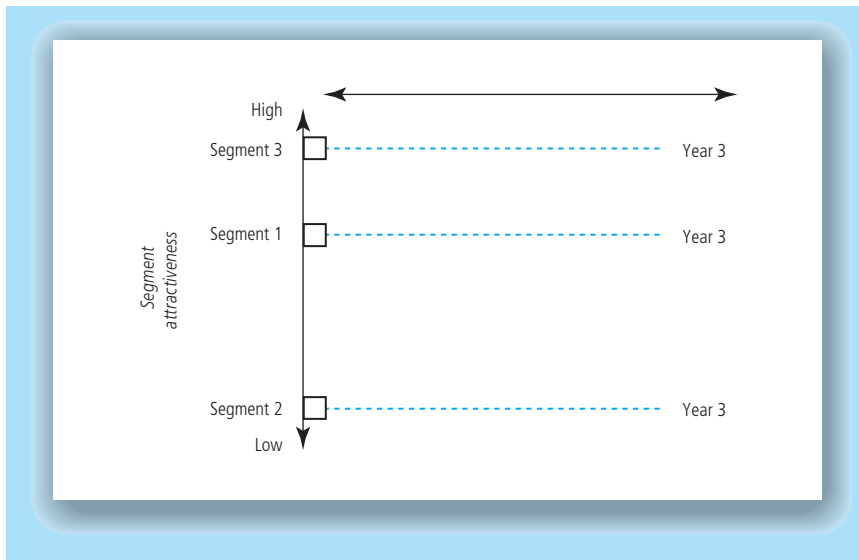 High
Segment 3
Year 3
Segment 1
Year 3
Segment
attractiveness
Segment 2
Year 3
Low